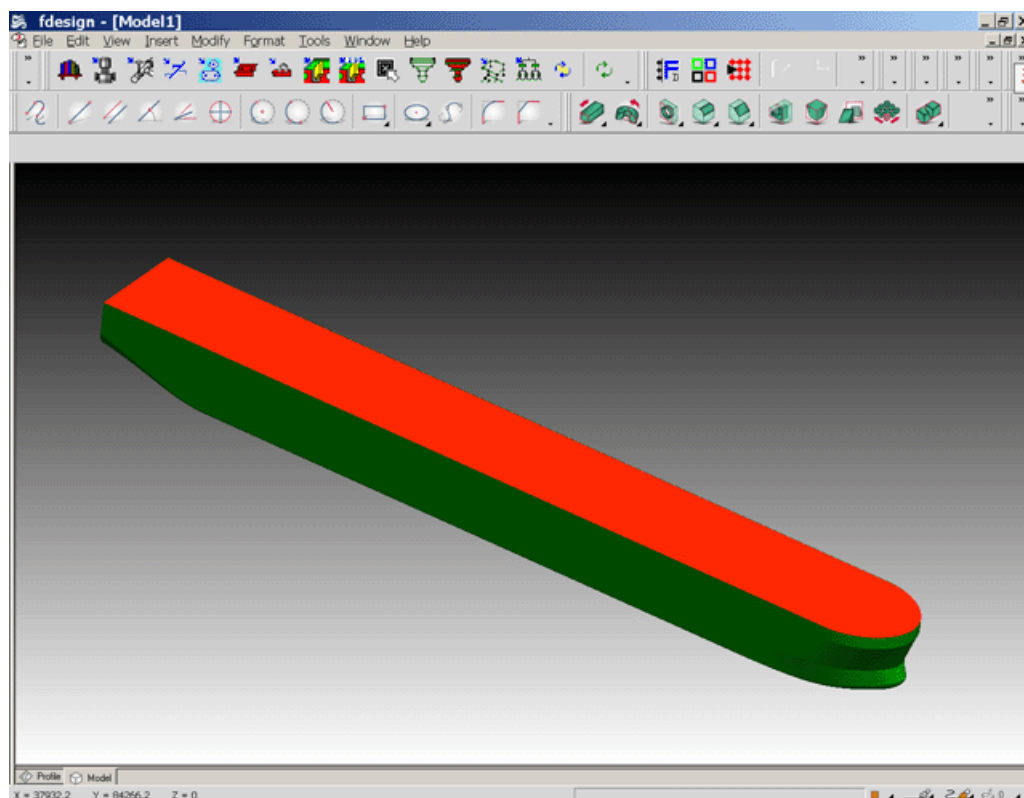 fdesign - [Model1]
File Edit View Insert Modify Format Tools Window Help
Profile Model
X = 37932.2 Y = 84266.2 Z = 0